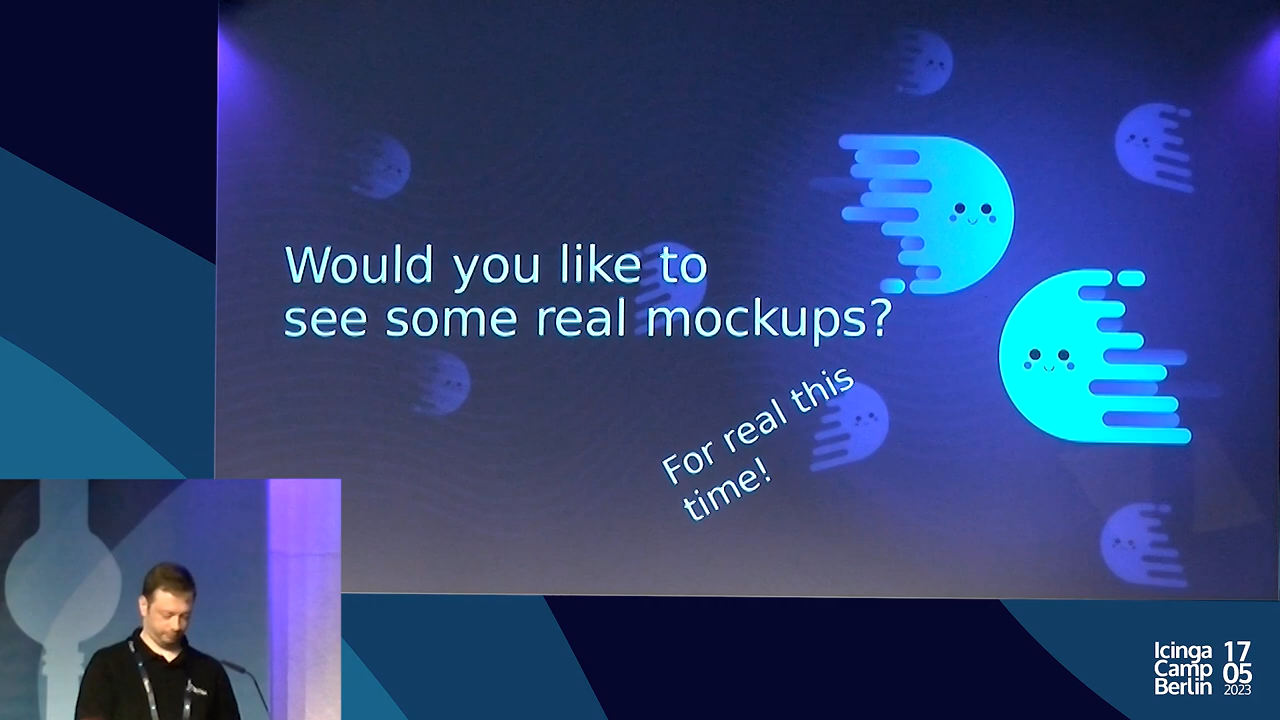 Would you like to
see some real mockups?
For real this
time!
Icinga
Camp
Berlin
17
05
2023